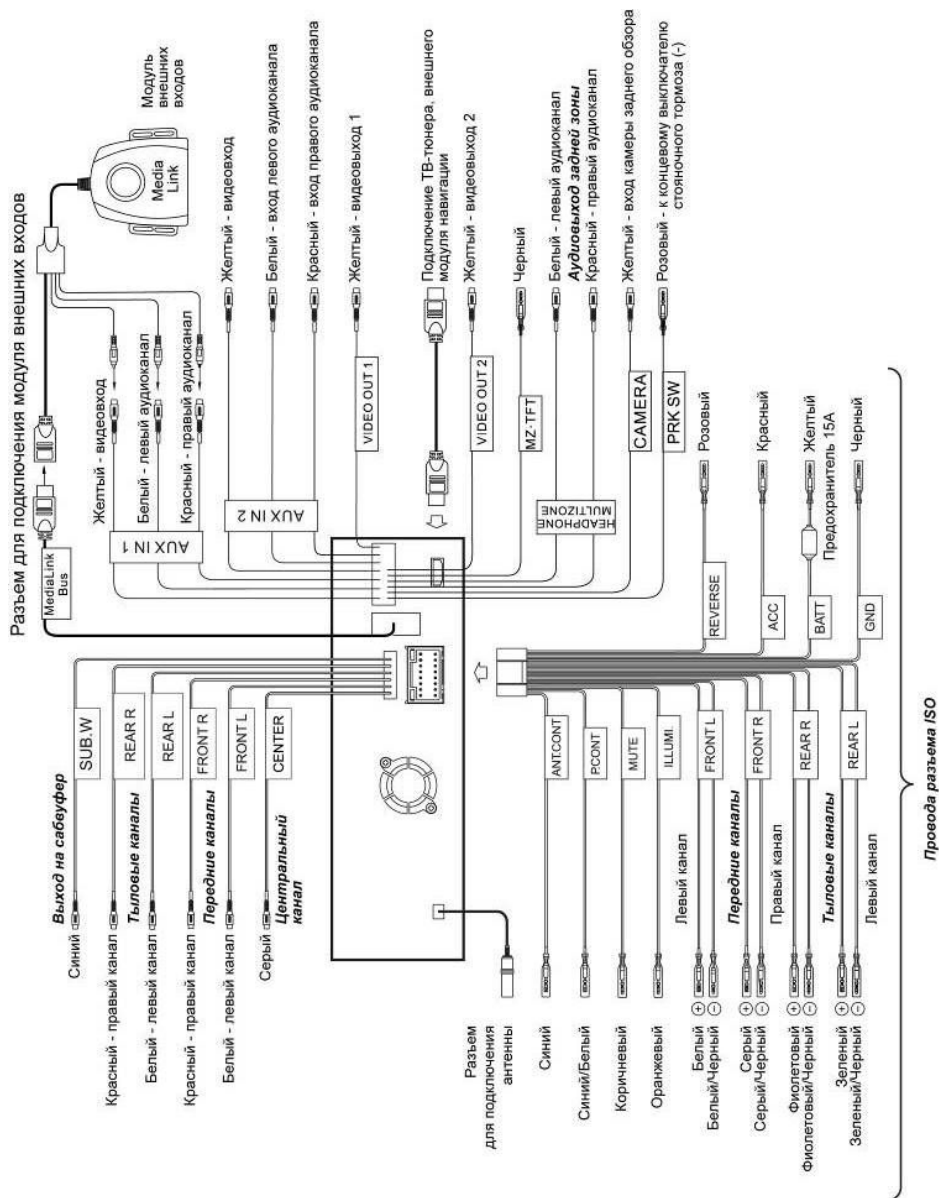 Разъем для подключения модуля внешних входов
Модуль
внешних
входов
Media
Link
MediaLink
Bus
Желтый - видеовход
Белый - левый аудиоканал
Красный - правый аудиоканал
AUX IN 1
Желтый - видеовход
Белый - вход левого аудиоканала
Красный - вход правого аудиоканала
AUX IN 2
Желтый - видеовыход 1
VIDEO OUT 1
Подключение ТВ-тюнера, внешнего
модуля навигации
Желтый - видеовыход 2
VIDEO OUT 2
Черный
MZ-TFT
Белый - левый аудиоканал
Аудиовыход задней зоны
Красный - правый аудиоканал
HEADPHONE
MULTIZONE
Желтый - вход камеры заднего обзора
CAMERA
Розовый - к концевому выключателю
стояночного тормоза (-)
PRK SW
SUB.W
REAR R
REAR L
FRONT R
FRONT L
CENTER
Выход на сабвуфер
Тыловые каналы
Передние каналы
Центральный
канал
Синий
Красный - правый канал
Белый - левый канал
Красный - правый канал
Белый - левый канал
Серый
Разъем
для подключения
антенны
Розовый
REVERSE
Красный
ACC
Желтый
Предохранитель 15А
BATT
Черный
GND
ANT.CONT
P.CONT
MUTE
ILLUMI.
FRONT L
FRONT R
REAR R
REAR L
Левый канал
Передние каналы
Правый канал
Тыловые каналы
Левый канал
Синий
Синий/Белый
Коричневый
Оранжевый
Белый +
Белый/Черный −
Серый +
Серый/Черный −
Фиолетовый +
Фиолетовый/Черный −
Зеленый +
Зеленый/Черный −
Провода разъема ISO